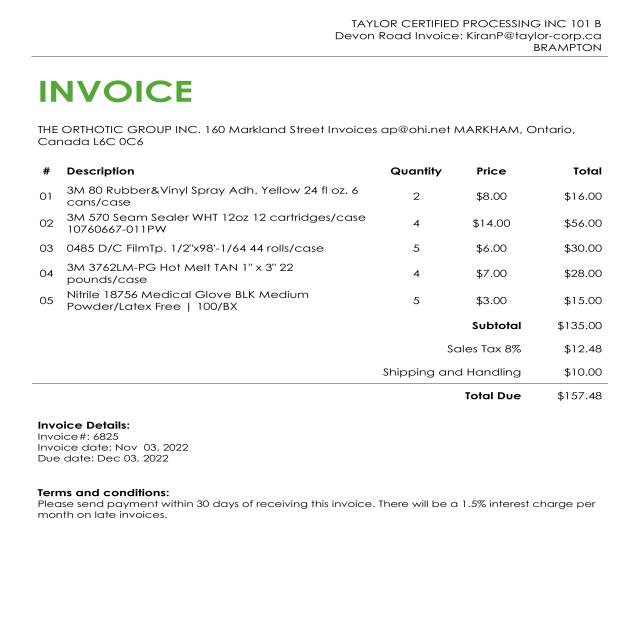 TAYLOR CERTIFIED PROCESSING INC 101 B
Devon Road Invoice: KiranP@taylor-corp.ca
BRAMPTON
INVOICE
THE ORTHOTIC GROUP INC. 160 Markland Street Invoices ap@ohi.net MARKHAM, Ontario,
Canada L6C 0C6
# Description Quantity Price Total
01 3M 80 Rubber&Vinyl Spray Adh. Yellow 24 fl oz. 6 2 $8.00 $16.00
cans/case
02 3M 570 Seam Sealer WHT 12oz 12 cartridges/case 4 $14.00 $56.00
10760667-011PW
03 0485 D/C FilmTp. 1/2"x98'-1/64 44 rolls/case 5 $6.00 $30.00
04 3M 3762LM-PG Hot Melt TAN 1" x 3" 22 4 $7.00 $28.00
pounds/case
05 Nitrile 18756 Medical Glove BLK Medium 5 $3.00 $15.00
Powder/Latex Free | 100/BX
Subtotal $135.00
Sales Tax 8% $12.48
Shipping and Handling $10.00
Total Due $157.48
Invoice Details:
Invoice#: 6825
Invoice date: Nov 03, 2022
Due date: Dec 03, 2022
Terms and conditions:
Please send payment within 30 days of receiving this invoice. There will be a 1.5% interest charge per
month on late invoices.